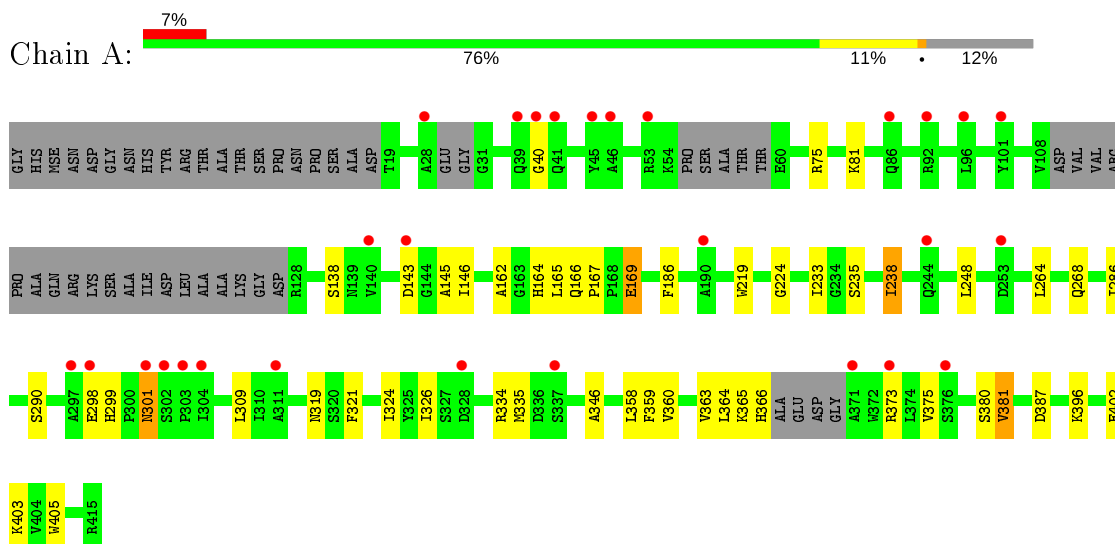 7%
Chain A:
76% 11% • 12%
GLY HIS MSE ASN ASP GLY ASN HIS TYR ARG THR ALA THR SER PRO ASN PRO SER ALA ASP T19 A28 GLU GLY G31 Q39 G40 Q41 Y45 A46 R53 K54 PRO SER ALA THR THR E60 R75 K81 Q86 R92 L96 Y101 V108 ASP VAL VAL ARG
PRO ALA GLN ARG LYS SER ALA ILE ASP LEU ALA ALA LYS GLY ASP R128 S138 N139 V140 D143 G144 A145 I146 A162 G163 H164 L165 Q166 P167 P168 E169 F186 A190 W219 G224 I233 G234 S235 I238 Q244 L248 D253 L264 Q268
S290 A297 E298 H299 P300 N301 S302 P303 I304 L309 I310 A311 N319 S320 F321 I324 Y325 I326 S327 D328 R334 M335 D336 S337 A346 L358 F359 V360 V363 L364 K365 H366 ALA GLU ASP GLY A371 W372 R373 L374 V375 S376 S380 V381 D387 K396
K403 V404 W405 R415